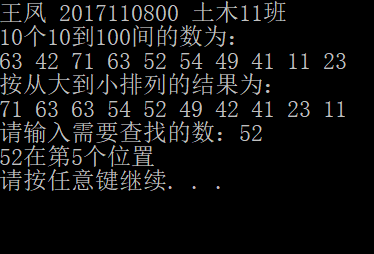 王凤 2017110800 土木11班
10个10到100间的数为：
63 42 71 63 52 54 49 41 11 23
按从大到小排列的结果为：
71 63 63 54 52 49 42 41 23 11
请输入需要查找的数：52
52在第5个位置
请按任意键继续. . .